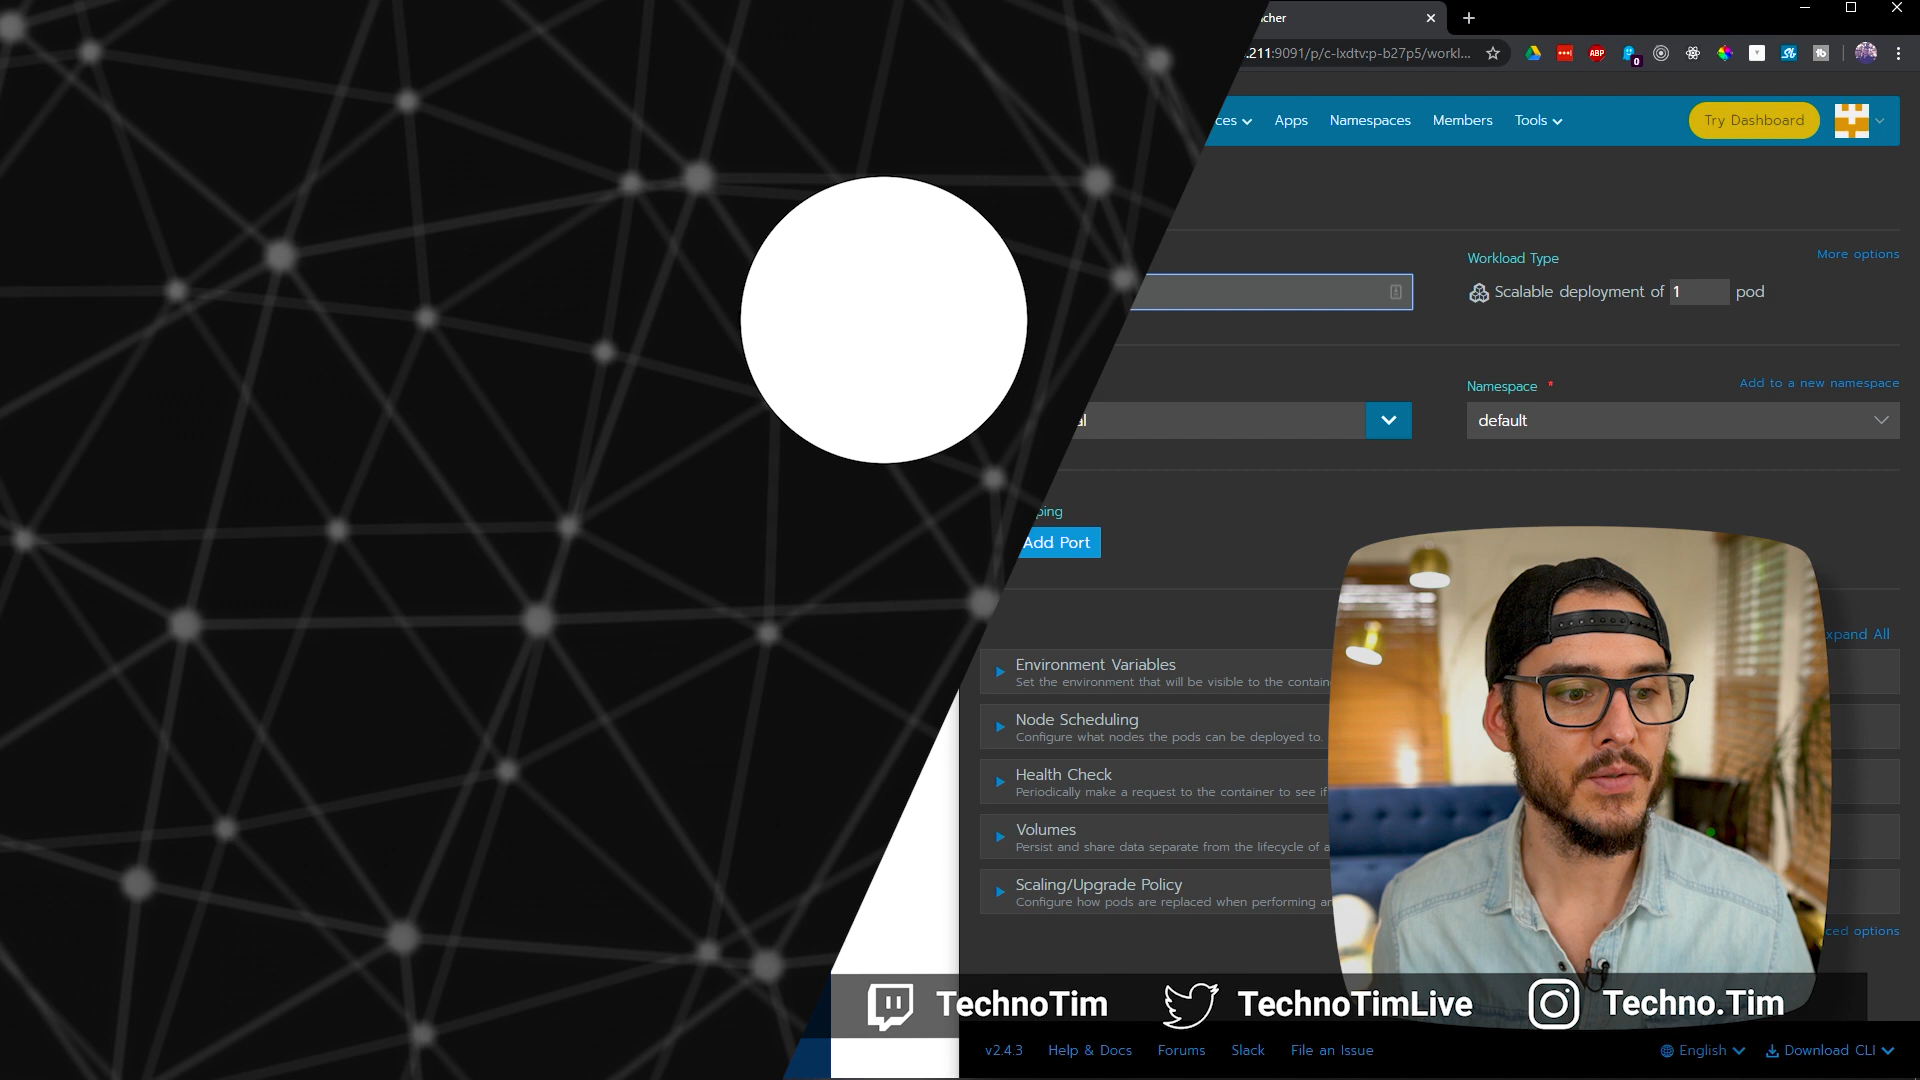 cher
.211:9091/p/c-lxdtv:p-b27p5/workl...
ABP
0
ces
Apps
Namespaces
Members
Tools
Try Dashboard
Workload Type
More options
Scalable deployment of 1 pod
Namespace *
Add to a new namespace
al
default
ping
Add Port
xpand All
Environment Variables
Set the environment that will be visible to the contain
Node Scheduling
Configure what nodes the pods can be deployed to.
Health Check
Periodically make a request to the container to see if
Volumes
Persist and share data separate from the lifecycle of a
Scaling/Upgrade Policy
Configure how pods are replaced when performing an
ced options
TechnoTim
TechnoTimLive
Techno.Tim
v2.4.3
Help & Docs
Forums
Slack
File an Issue
English
Download CLI